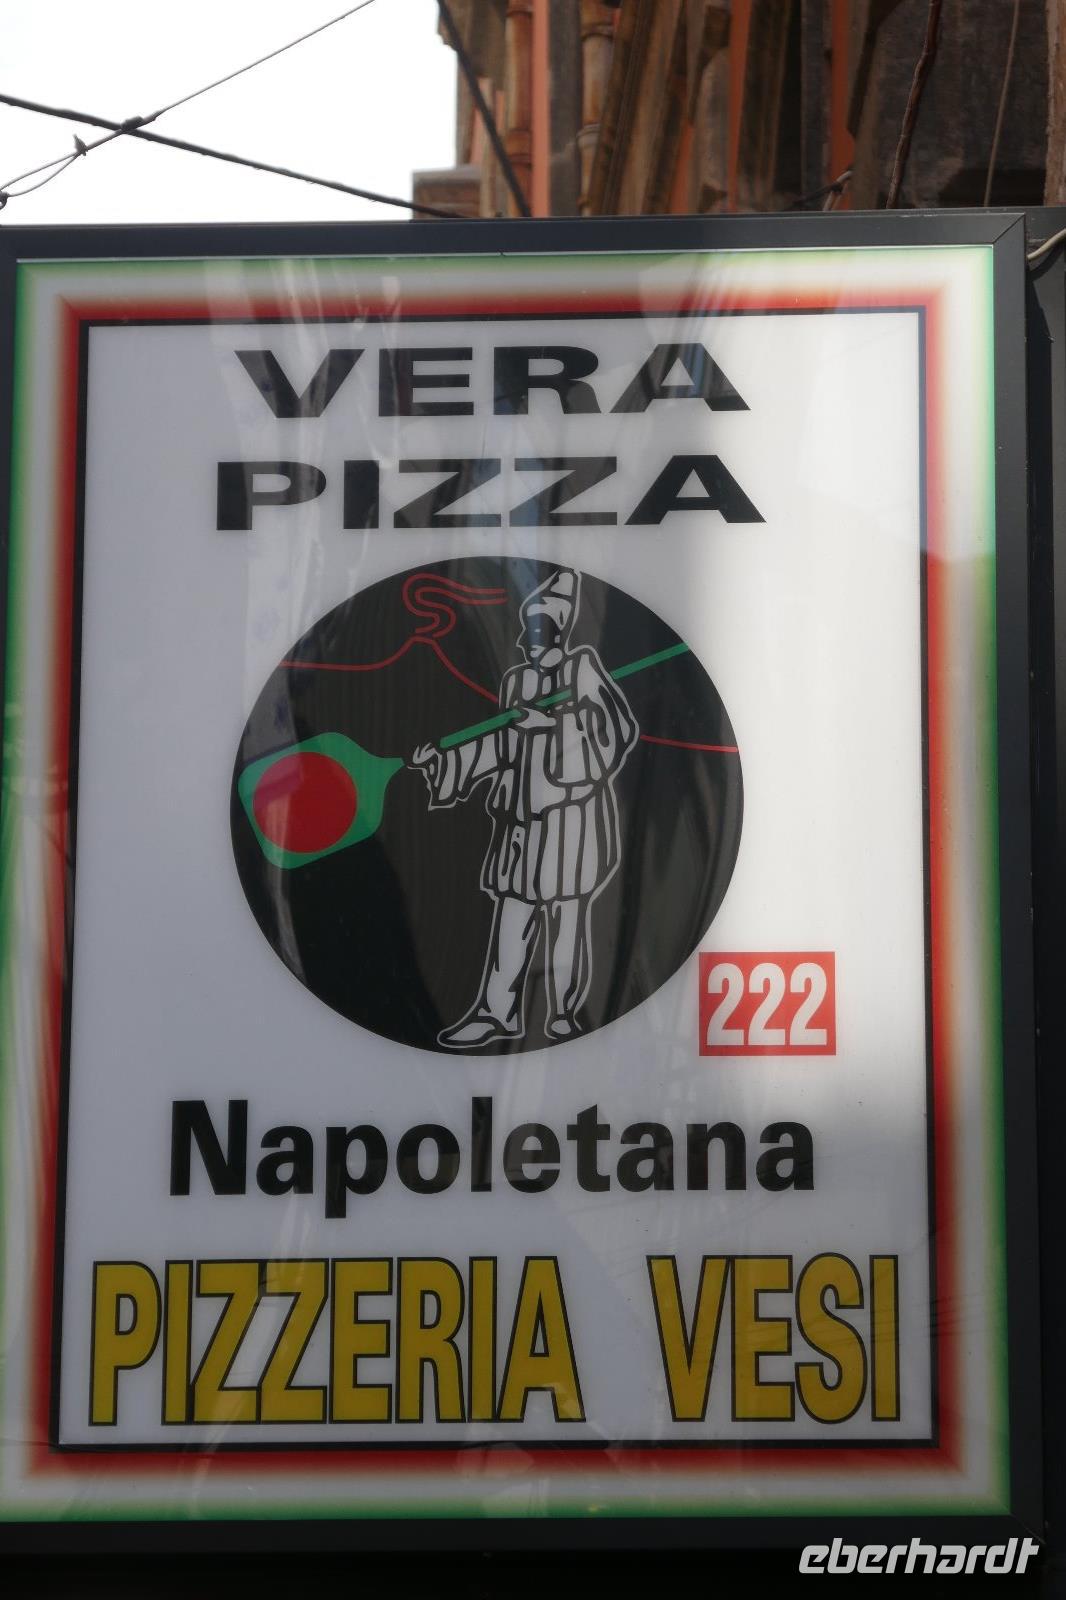 VERA
PIZZA
222
Napoletana
PIZZERIA VESI
eberhardt